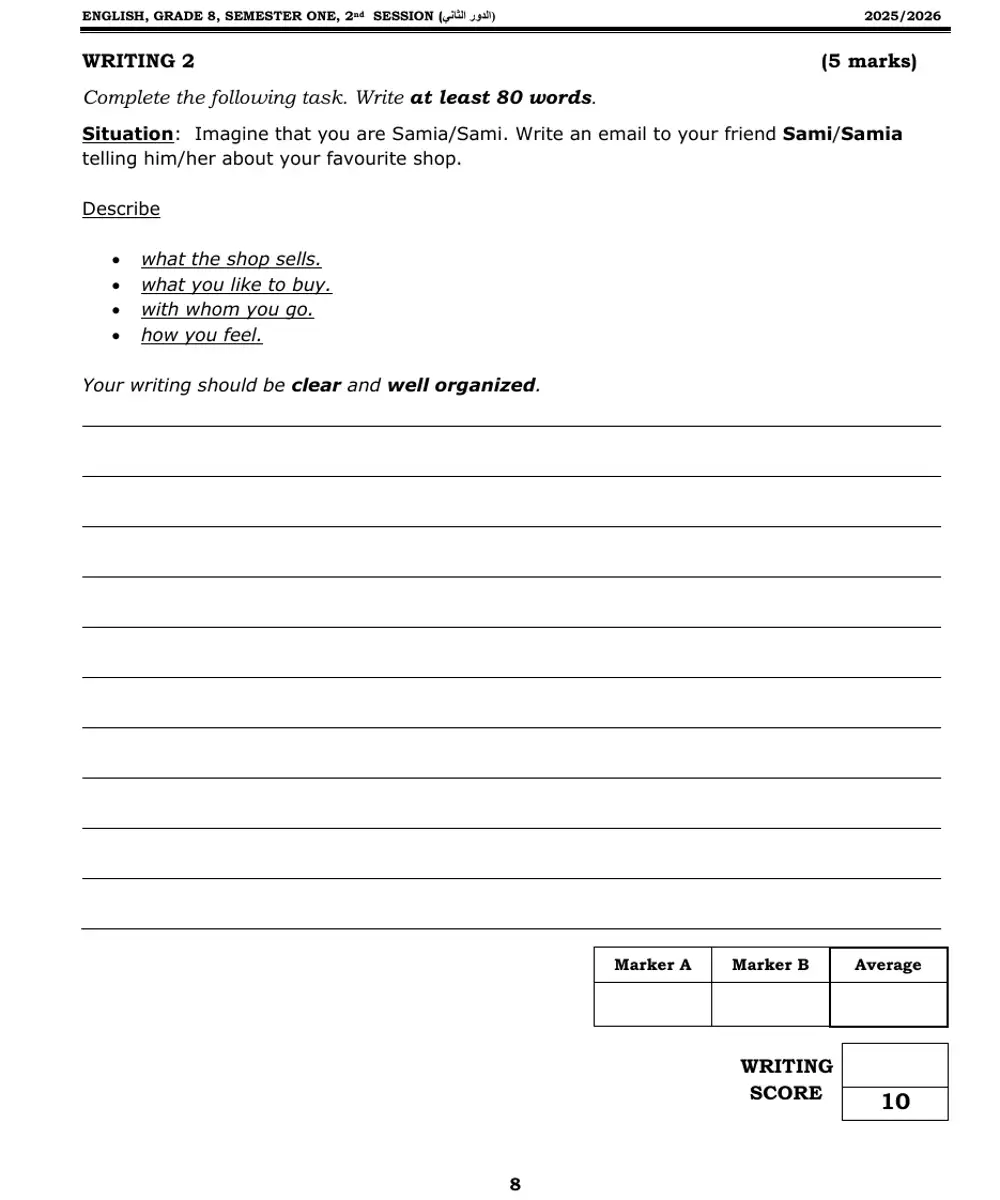 ENGLISH, GRADE 8, SEMESTER ONE, 2nd SESSION (الدور الثاني) 2025/2026
WRITING 2 (5 marks)
Complete the following task. Write at least 80 words.
Situation: Imagine that you are Samia/Sami. Write an email to your friend Sami/Samia
telling him/her about your favourite shop.
Describe
• what the shop sells.
• what you like to buy.
• with whom you go.
• how you feel.
Your writing should be clear and well organized.
Marker A Marker B Average
WRITING
SCORE
10
8